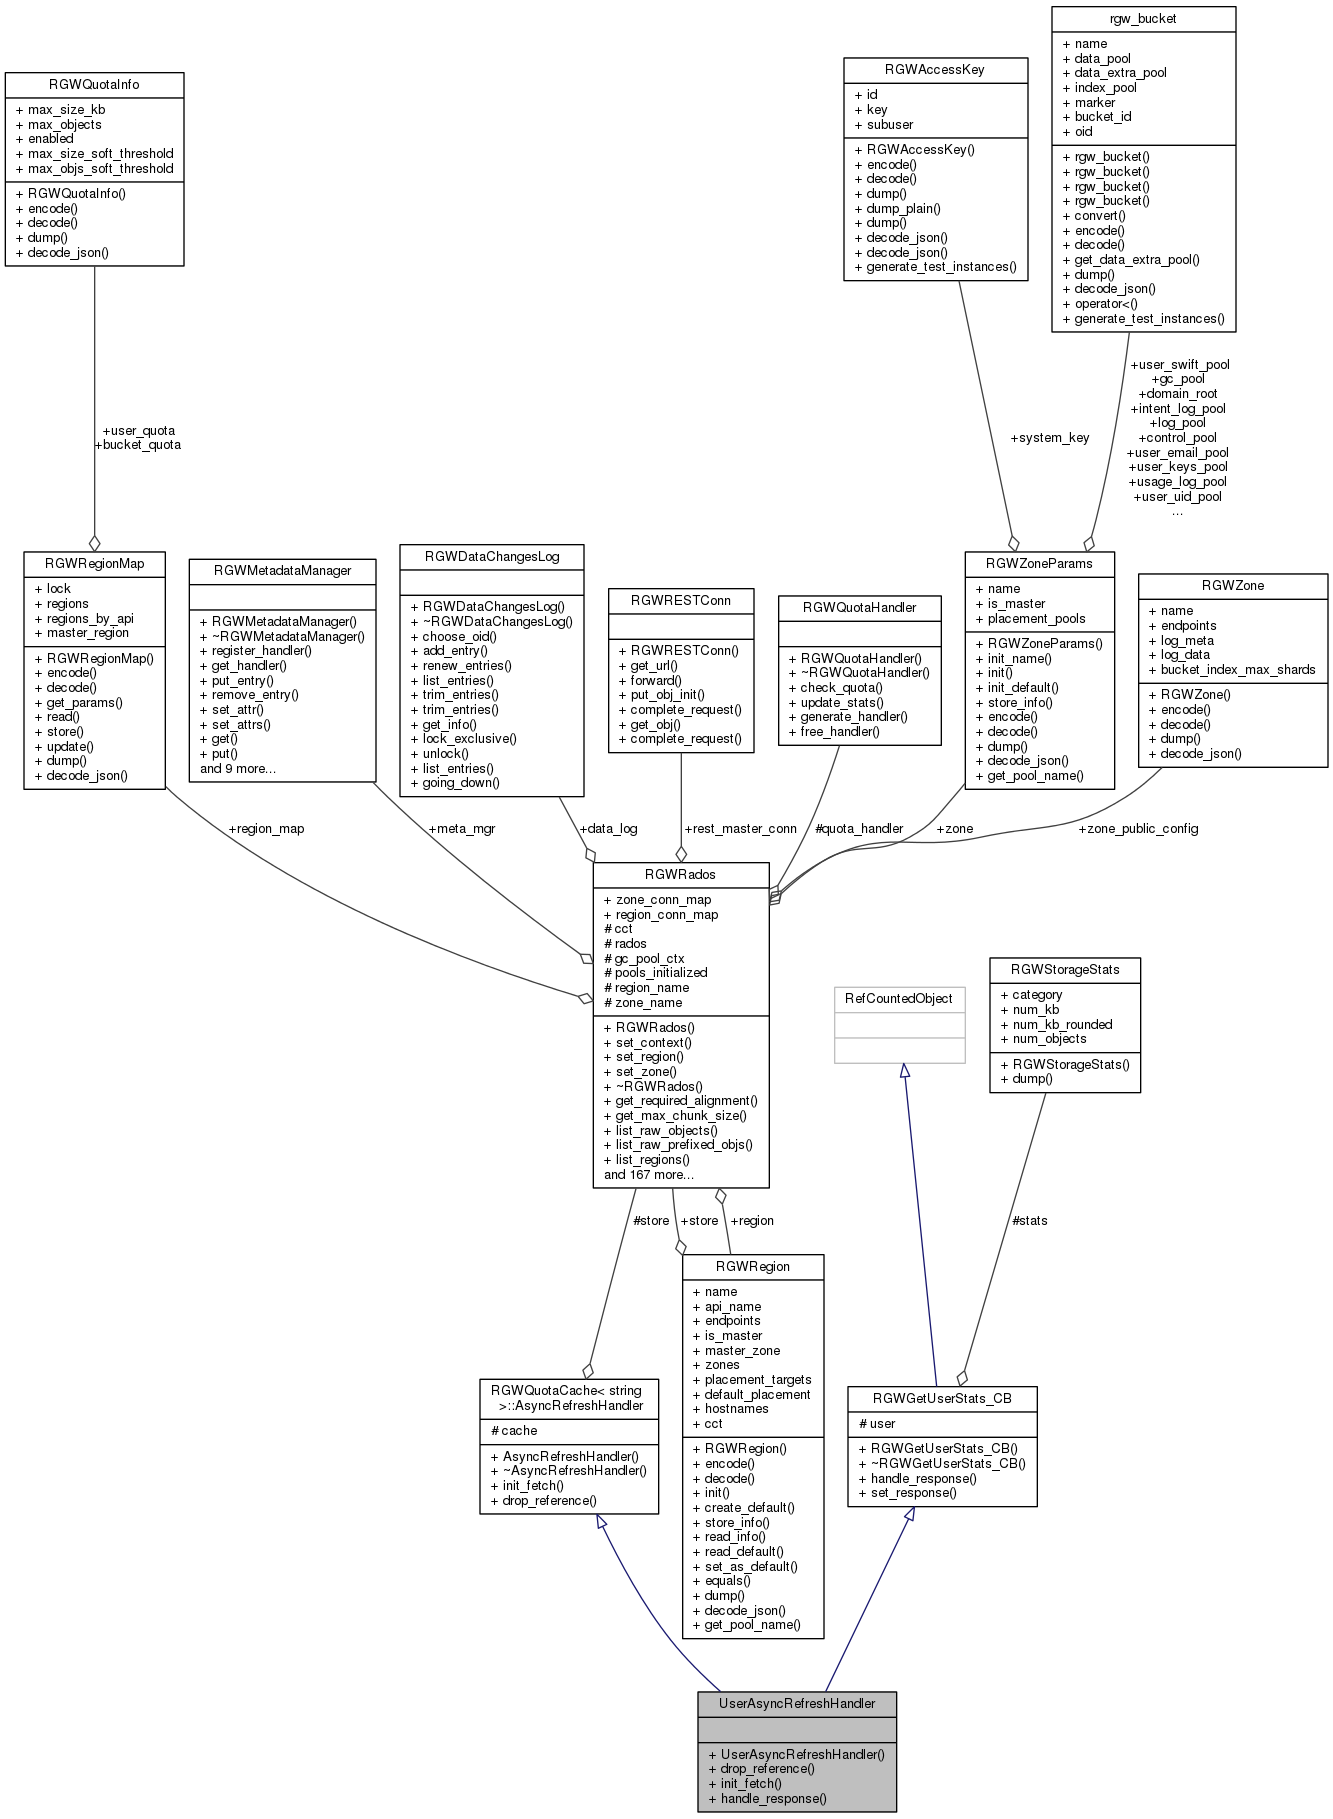 rgw_bucket
+ name
+ data_pool
+ data_extra_pool
+ index_pool
+ marker
+ bucket_id
+ oid
+ rgw_bucket()
+ rgw_bucket()
+ rgw_bucket()
+ rgw_bucket()
+ convert()
+ encode()
+ decode()
+ get_data_extra_pool()
+ dump()
+ decode_json()
+ operator<()
+ generate_test_instances()
RGWAccessKey
+ id
+ key
+ subuser
+ RGWAccessKey()
+ encode()
+ decode()
+ dump()
+ dump_plain()
+ dump()
+ decode_json()
+ decode_json()
+ generate_test_instances()
RGWQuotaInfo
+ max_size_kb
+ max_objects
+ enabled
+ max_size_soft_threshold
+ max_objs_soft_threshold
+ RGWQuotaInfo()
+ encode()
+ decode()
+ dump()
+ decode_json()
+user_quota
+bucket_quota
+system_key
+user_swift_pool
+gc_pool
+domain_root
+intent_log_pool
+log_pool
+control_pool
+user_email_pool
+user_keys_pool
+usage_log_pool
+user_uid_pool
...
RGWRegionMap
+ lock
+ regions
+ regions_by_api
+ master_region
+ RGWRegionMap()
+ encode()
+ decode()
+ get_params()
+ read()
+ store()
+ update()
+ dump()
+ decode_json()
RGWMetadataManager
+ RGWMetadataManager()
+ ~RGWMetadataManager()
+ register_handler()
+ get_handler()
+ put_entry()
+ remove_entry()
+ set_attr()
+ set_attrs()
+ get()
+ put()
and 9 more...
RGWDataChangesLog
+ RGWDataChangesLog()
+ ~RGWDataChangesLog()
+ choose_oid()
+ add_entry()
+ renew_entries()
+ list_entries()
+ trim_entries()
+ trim_entries()
+ get_info()
+ lock_exclusive()
+ unlock()
+ list_entries()
+ going_down()
RGWRESTConn
+ RGWRESTConn()
+ get_url()
+ forward()
+ put_obj_init()
+ complete_request()
+ get_obj()
+ complete_request()
RGWQuotaHandler
+ RGWQuotaHandler()
+ ~RGWQuotaHandler()
+ check_quota()
+ update_stats()
+ generate_handler()
+ free_handler()
RGWZoneParams
+ name
+ is_master
+ placement_pools
+ RGWZoneParams()
+ init_name()
+ init()
+ init_default()
+ store_info()
+ encode()
+ decode()
+ dump()
+ decode_json()
+ get_pool_name()
RGWZone
+ name
+ endpoints
+ log_meta
+ log_data
+ bucket_index_max_shards
+ RGWZone()
+ encode()
+ decode()
+ dump()
+ decode_json()
+region_map
+meta_mgr
+data_log
+rest_master_conn
#quota_handler
+zone
+zone_public_config
RGWRados
+ zone_conn_map
+ region_conn_map
# cct
# rados
# gc_pool_ctx
# pools_initialized
# region_name
# zone_name
+ RGWRados()
+ set_context()
+ set_region()
+ set_zone()
+ ~RGWRados()
+ get_required_alignment()
+ get_max_chunk_size()
+ list_raw_objects()
+ list_raw_prefixed_objs()
+ list_regions()
and 167 more...
RefCountedObject
RGWStorageStats
+ category
+ num_kb
+ num_kb_rounded
+ num_objects
+ RGWStorageStats()
+ dump()
#store
+store
+region
#stats
RGWRegion
+ name
+ api_name
+ endpoints
+ is_master
+ master_zone
+ zones
+ placement_targets
+ default_placement
+ hostnames
+ cct
+ RGWRegion()
+ encode()
+ decode()
+ init()
+ create_default()
+ store_info()
+ read_info()
+ read_default()
+ set_as_default()
+ equals()
+ dump()
+ decode_json()
+ get_pool_name()
RGWQuotaCache< string
>::AsyncRefreshHandler
# cache
+ AsyncRefreshHandler()
+ ~AsyncRefreshHandler()
+ init_fetch()
+ drop_reference()
RGWGetUserStats_CB
# user
+ RGWGetUserStats_CB()
+ ~RGWGetUserStats_CB()
+ handle_response()
+ set_response()
UserAsyncRefreshHandler
+ UserAsyncRefreshHandler()
+ drop_reference()
+ init_fetch()
+ handle_response()